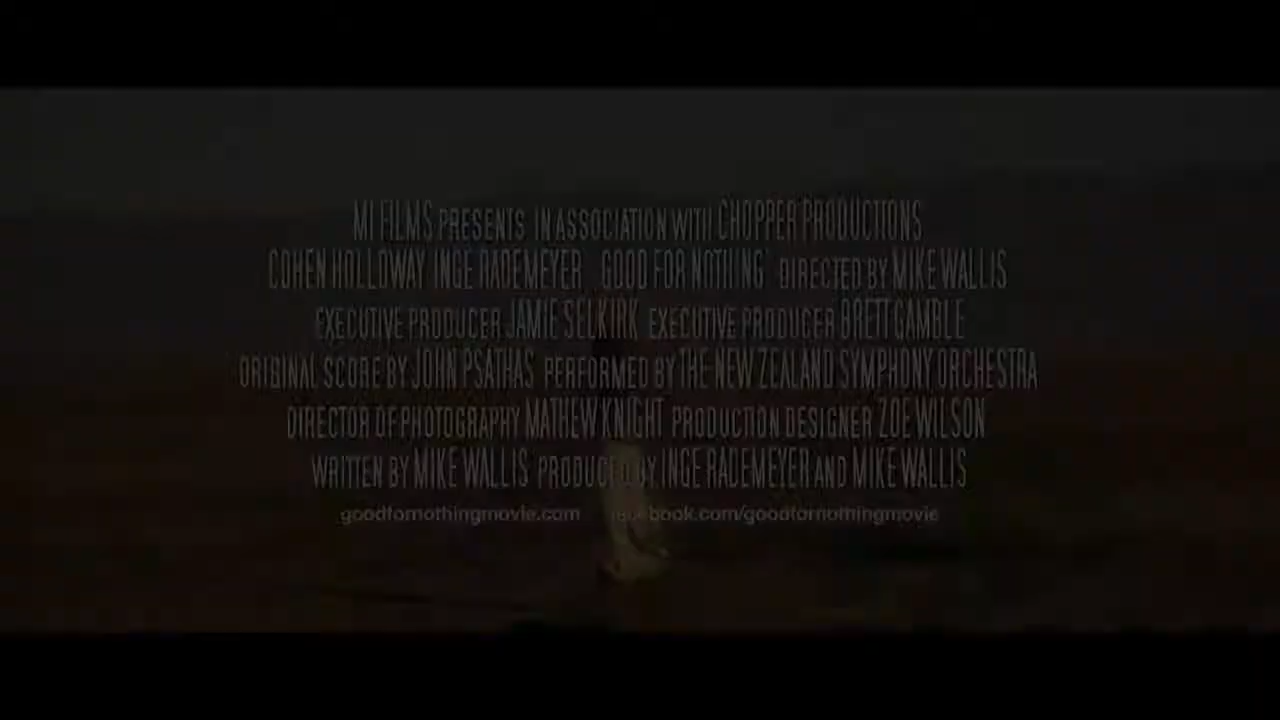 MI FILMS PRESENTS IN ASSOCIATION WITH CHOPPER PRODUCTIONS
COHEN HOLLOWAY INGE RADEMEYER 'GOOD FOR NOTHING' DIRECTED BY MIKE WALLIS
EXECUTIVE PRODUCER JAMIE SELKIRK EXECUTIVE PRODUCER BRETT GAMBLE
ORIGINAL SCORE BY JOHN PSATHAS PERFORMED BY THE NEW ZEALAND SYMPHONY ORCHESTRA
DIRECTOR OF PHOTOGRAPHY MATHEW KNIGHT PRODUCTION DESIGNER ZOE WILSON
WRITTEN BY MIKE WALLIS PRODUCED BY INGE RADEMEYER AND MIKE WALLIS
goodfornothingmovie.com facebook.com/goodfornothingmovie